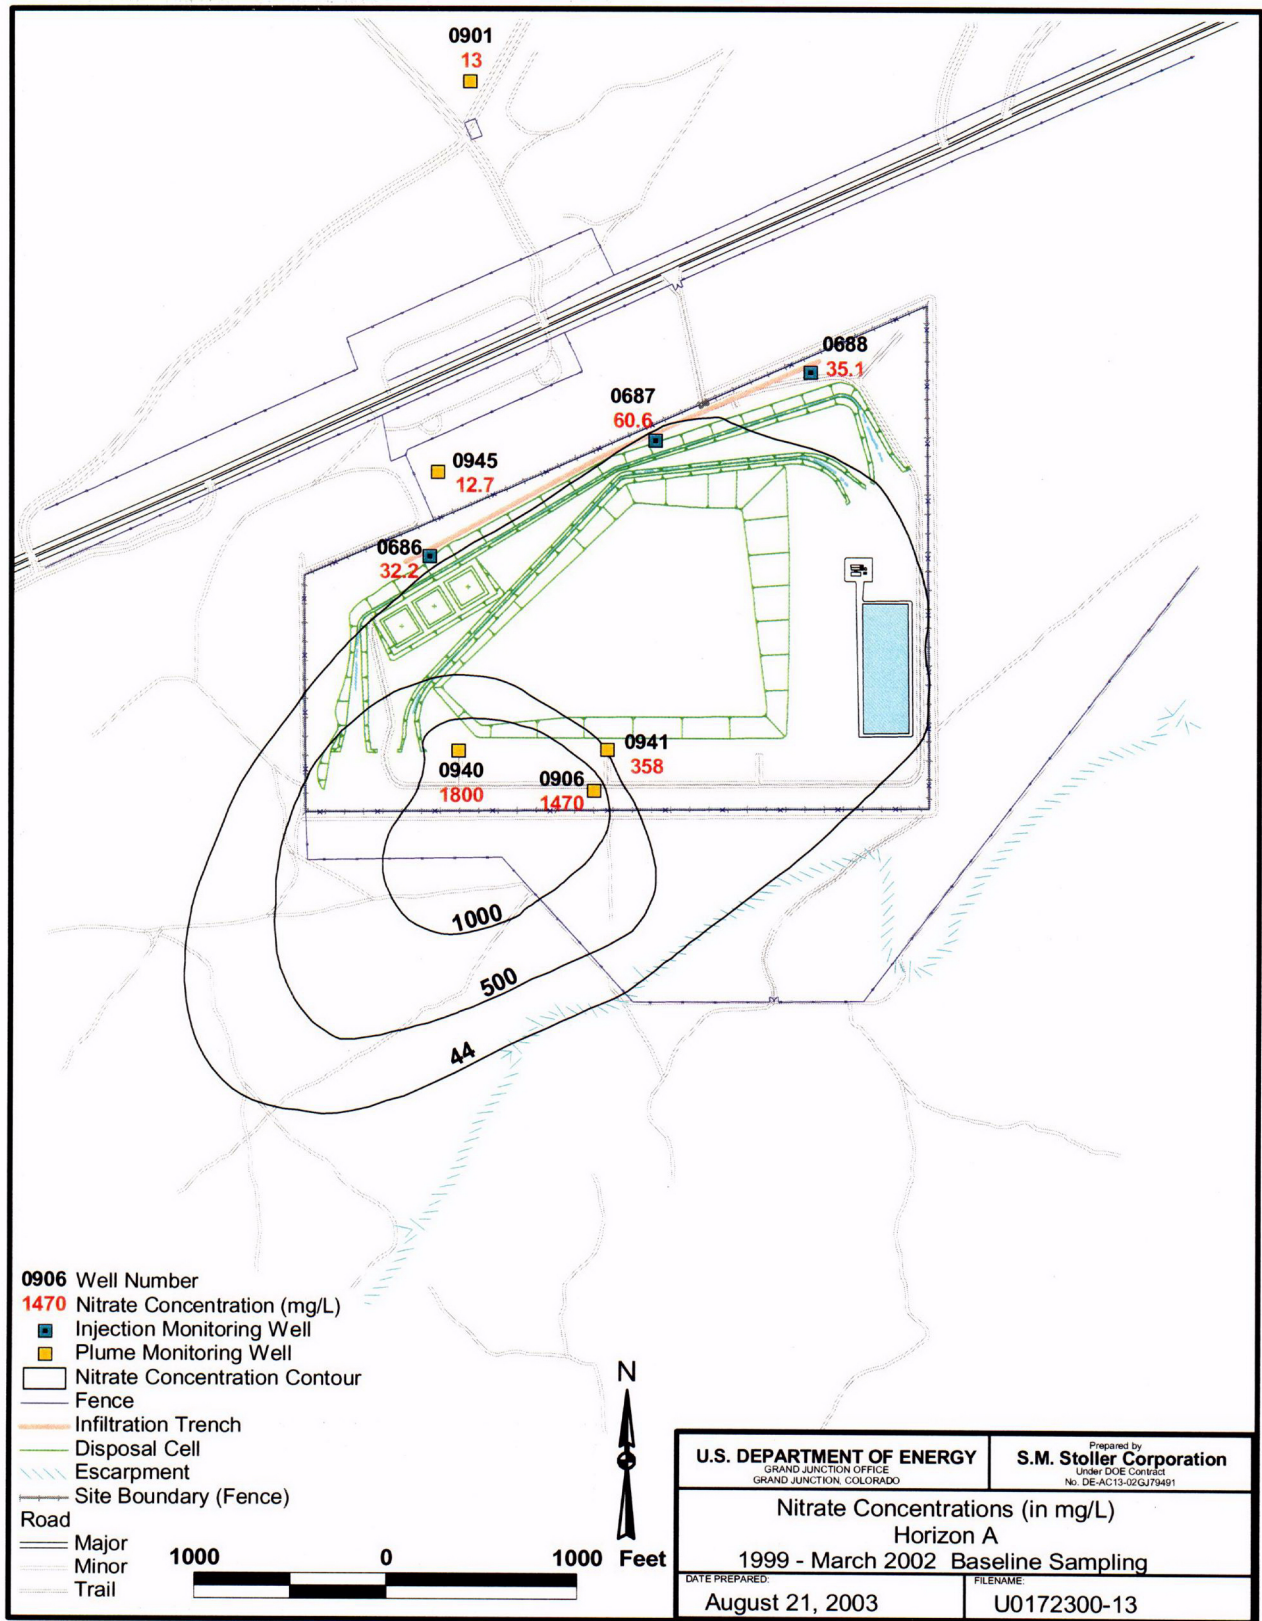 0901
13
0688
35.1
0687
60.6
0945
12.7
0686
32.2
0941
358
0940
1800
0906
1470
1000
500
44
0906 Well Number
1470 Nitrate Concentration (mg/L)
Injection Monitoring Well
Plume Monitoring Well
Nitrate Concentration Contour
Fence
Infiltration Trench
Disposal Cell
Escarpment
Site Boundary (Fence)
Road
Major
Minor
Trail
1000 0 1000 Feet
N
U.S. DEPARTMENT OF ENERGY
GRAND JUNCTION OFFICE
GRAND JUNCTION, COLORADO
Prepared by
S.M. Stoller Corporation
Under DOE Contract
No. DE-AC13-02GJ79491
Nitrate Concentrations (in mg/L)
Horizon A
1999 - March 2002 Baseline Sampling
DATE PREPARED:
August 21, 2003
FILENAME:
U0172300-13